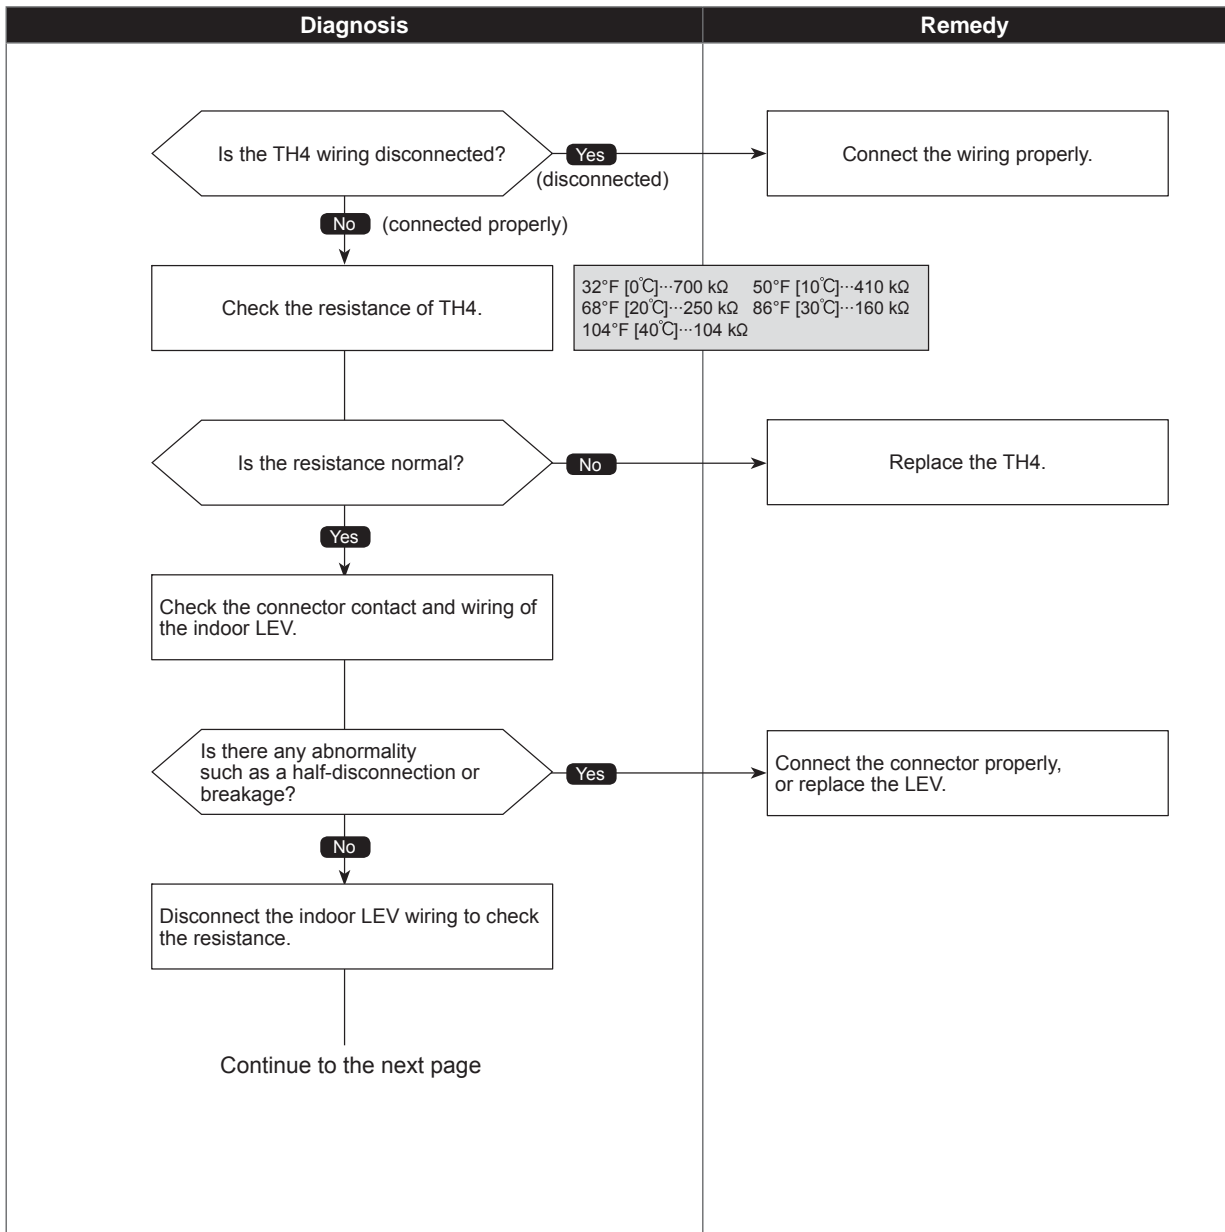 Diagnosis
Remedy
Is the TH4 wiring disconnected?
Yes
(disconnected)
Connect the wiring properly.
No (connected properly)
Check the resistance of TH4.
32°F [0℃]···700 kΩ 50°F [10℃]···410 kΩ
68°F [20℃]···250 kΩ 86°F [30℃]···160 kΩ
104°F [40℃]···104 kΩ
Is the resistance normal?
No
Replace the TH4.
Yes
Check the connector contact and wiring of
the indoor LEV.
Is there any abnormality
such as a half-disconnection or
breakage?
Yes
Connect the connector properly,
or replace the LEV.
No
Disconnect the indoor LEV wiring to check
the resistance.
Continue to the next page